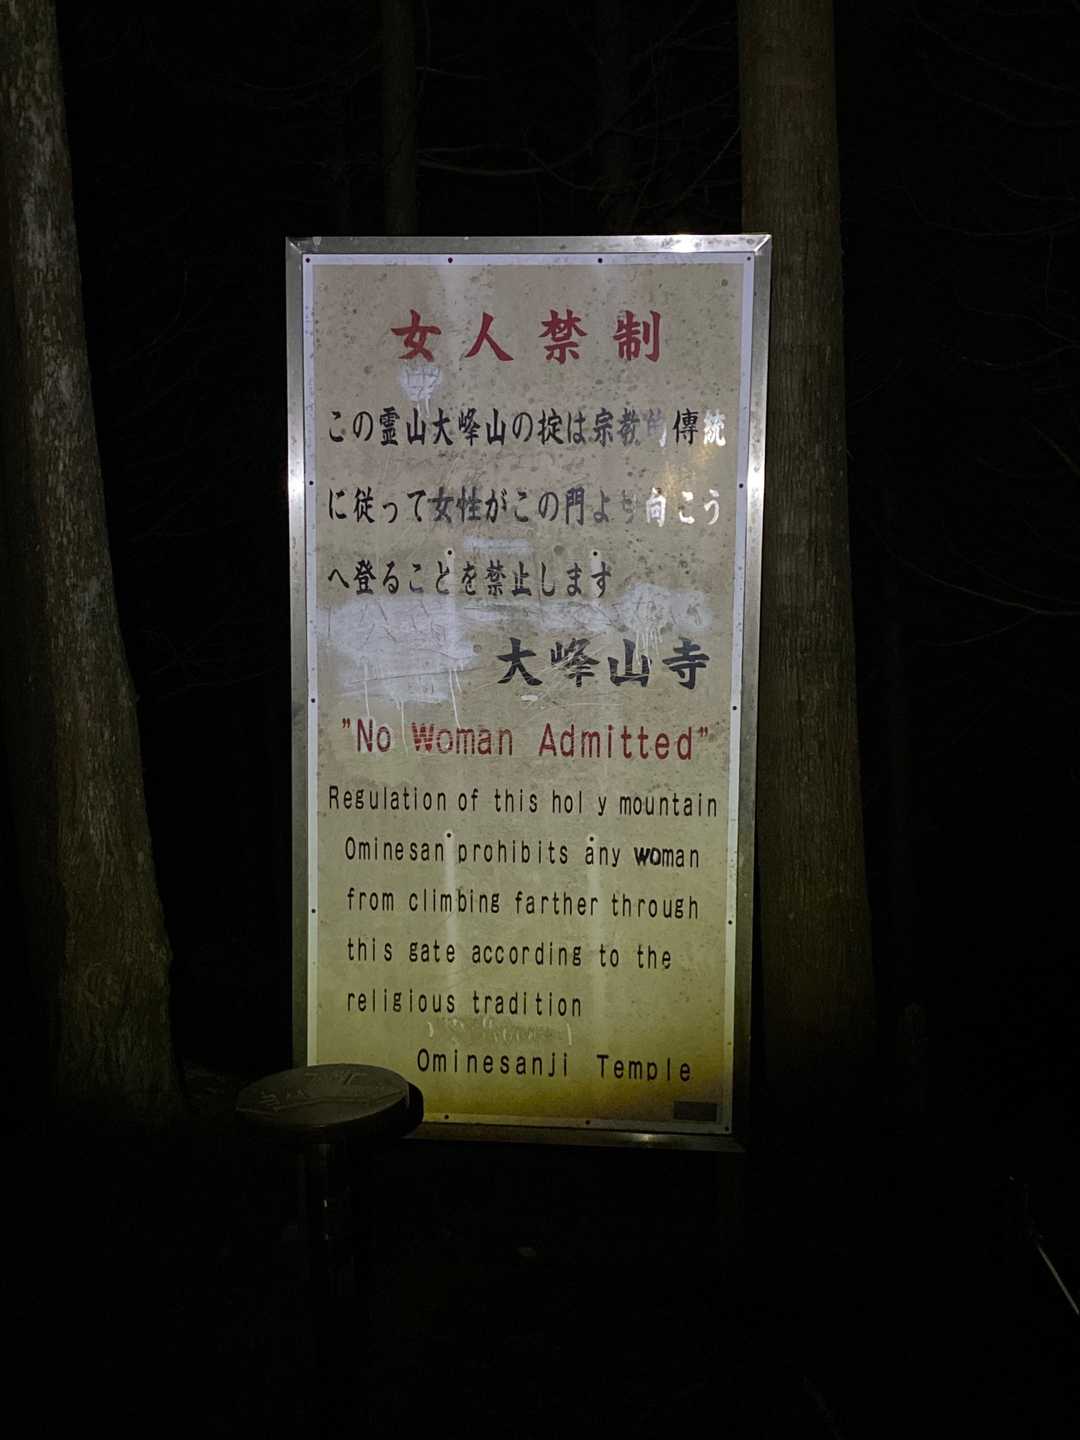 女人禁制
この霊山大峰山の掟は宗教的傳統
に従って女性がこの門より向こう
へ登ることを禁止します
大峰山寺
"No Woman Admitted"
Regulation of this holy mountain
Ominesan prohibits any woman
from climbing farther through
this gate according to the
religious tradition
Ominesanji Temple